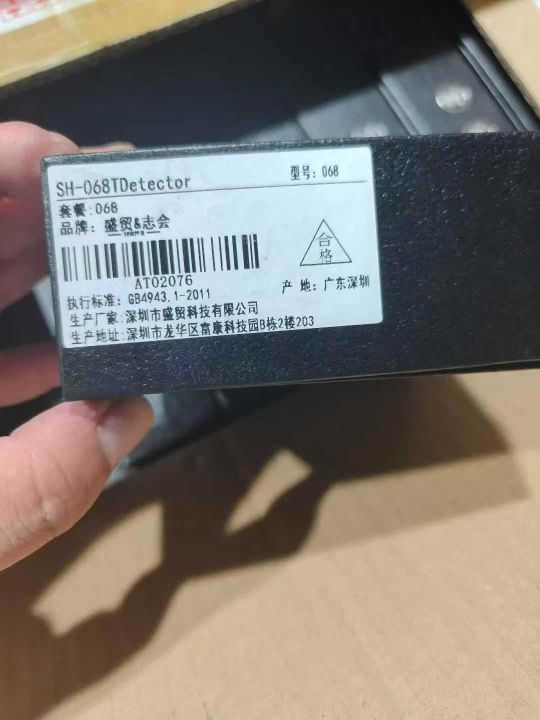 SH-068TDetector
型号: 068
套餐:068
品牌: 盛贸&志会
合格
AT02076
产 地: 广东深圳
执行标准: GB4943.1-2011
生产厂家:深圳市盛贸科技有限公司
生产地址:深圳市龙华区富康科技园B栋2楼203